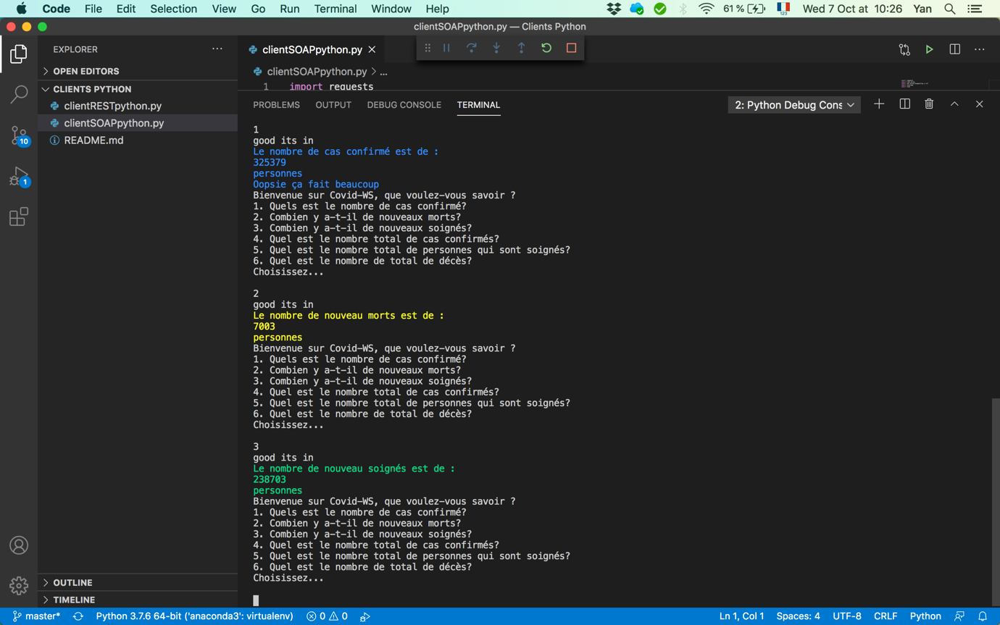 Code File Edit Selection View Go Run Terminal Window Help 61 % 123 Wed 7 Oct at 10:26 Yan
clientSOAPpython.py — Clients Python
EXPLORER ...
clientSOAPpython.py
OPEN EDITORS
clientSOAPpython.py > ...
CLIENTS PYTHON
1 import requests
clientRESTpython.py
clientSOAPpython.py
README.md
10
1
PROBLEMS OUTPUT DEBUG CONSOLE TERMINAL 2: Python Debug Cons
1
good its in
Le nombre de cas confirmé est de :
325379
personnes
Oopsie ça fait beaucoup
Bienvenue sur Covid-WS, que voulez-vous savoir ?
1. Quels est le nombre de cas confirmé?
2. Combien y a-t-il de nouveaux morts?
3. Combien y a-t-il de nouveaux soignés?
4. Quel est le nombre total de cas confirmés?
5. Quel est le nombre total de personnes qui sont soignés?
6. Quel est le nombre de total de décès?
Choisissez...
2
good its in
Le nombre de nouveau morts est de :
7003
personnes
Bienvenue sur Covid-WS, que voulez-vous savoir ?
1. Quels est le nombre de cas confirmé?
2. Combien y a-t-il de nouveaux morts?
3. Combien y a-t-il de nouveaux soignés?
4. Quel est le nombre total de cas confirmés?
5. Quel est le nombre total de personnes qui sont soignés?
6. Quel est le nombre de total de décès?
Choisissez...
3
good its in
Le nombre de nouveau soignés est de :
238703
personnes
Bienvenue sur Covid-WS, que voulez-vous savoir ?
1. Quels est le nombre de cas confirmé?
2. Combien y a-t-il de nouveaux morts?
3. Combien y a-t-il de nouveaux soignés?
4. Quel est le nombre total de cas confirmés?
5. Quel est le nombre total de personnes qui sont soignés?
6. Quel est le nombre de total de décès?
Choisissez...
OUTLINE
TIMELINE
master* Python 3.7.6 64-bit ('anaconda3': virtualenv) 0 0 Ln 1, Col 1 Spaces: 4 UTF-8 CRLF Python